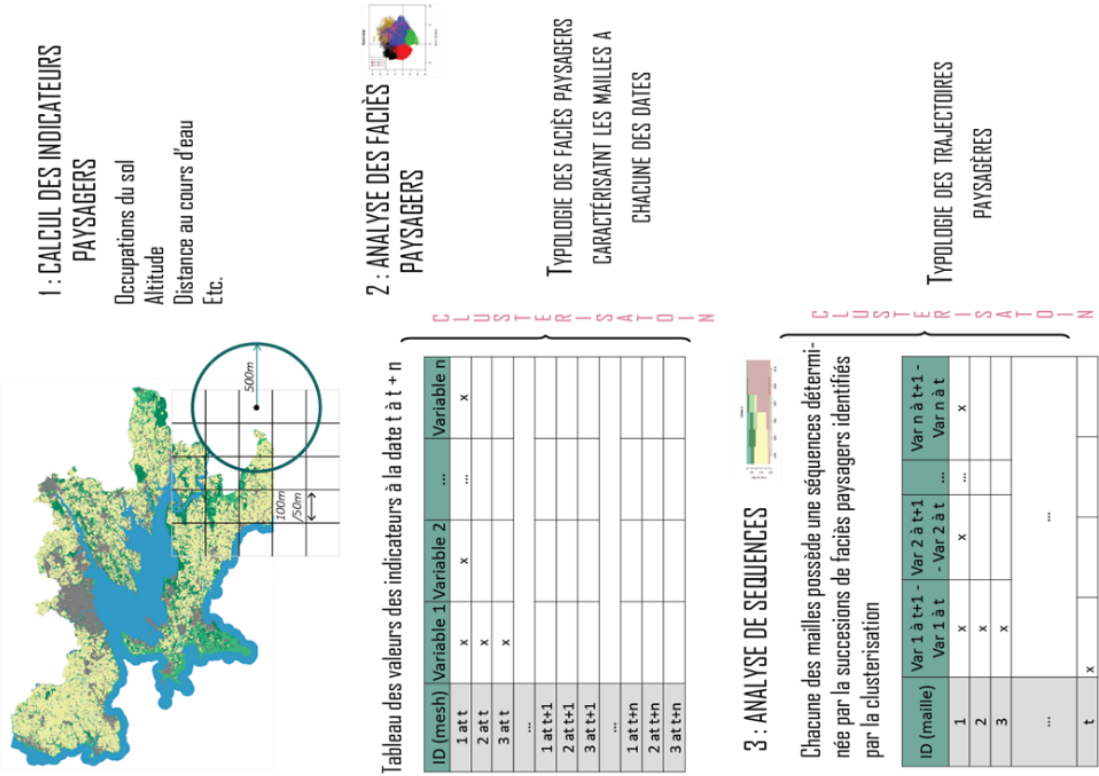 1 : CALCUL DES INDICATEURS
PAYSAGERS
Occupations du sol
Altitude
Distance au cours d'eau
Etc.
500m
100m
/50m
2 : ANALYSE DES FACIÈS
PAYSAGERS
Tableau des valeurs des indicateurs à la date t à t + n
ID (mesh) Variable 1 Variable 2 ... Variable n
1 at t x x ... x
2 at t x
3 at t x
...
1 at t+1
2 at t+1
3 at t+1
...
1 at t+n
2 at t+n
3 at t+n
CLUSTERISATOIN
TYPOLOGIE DES FACIÈS PAYSAGERS
CARACTÉRISATNT LES MAILLES A
CHACUNE DES DATES
3 : ANALYSE DE SEQUENCES
Chacune des mailles possède une séquences détermi-
née par la succesions de faciès paysagers identifiés
par la clusterisation
ID (maille) Var 1 à t+1 - Var 1 à t Var 2 à t+1 - Var 2 à t ... Var n à t+1 - Var n à t
1 x x ... x
2 x
3 x
... ...
t x
CLUSTERISATOIN
TYPOLOGIE DES TRAJECTOIRES
PAYSAGÈRES